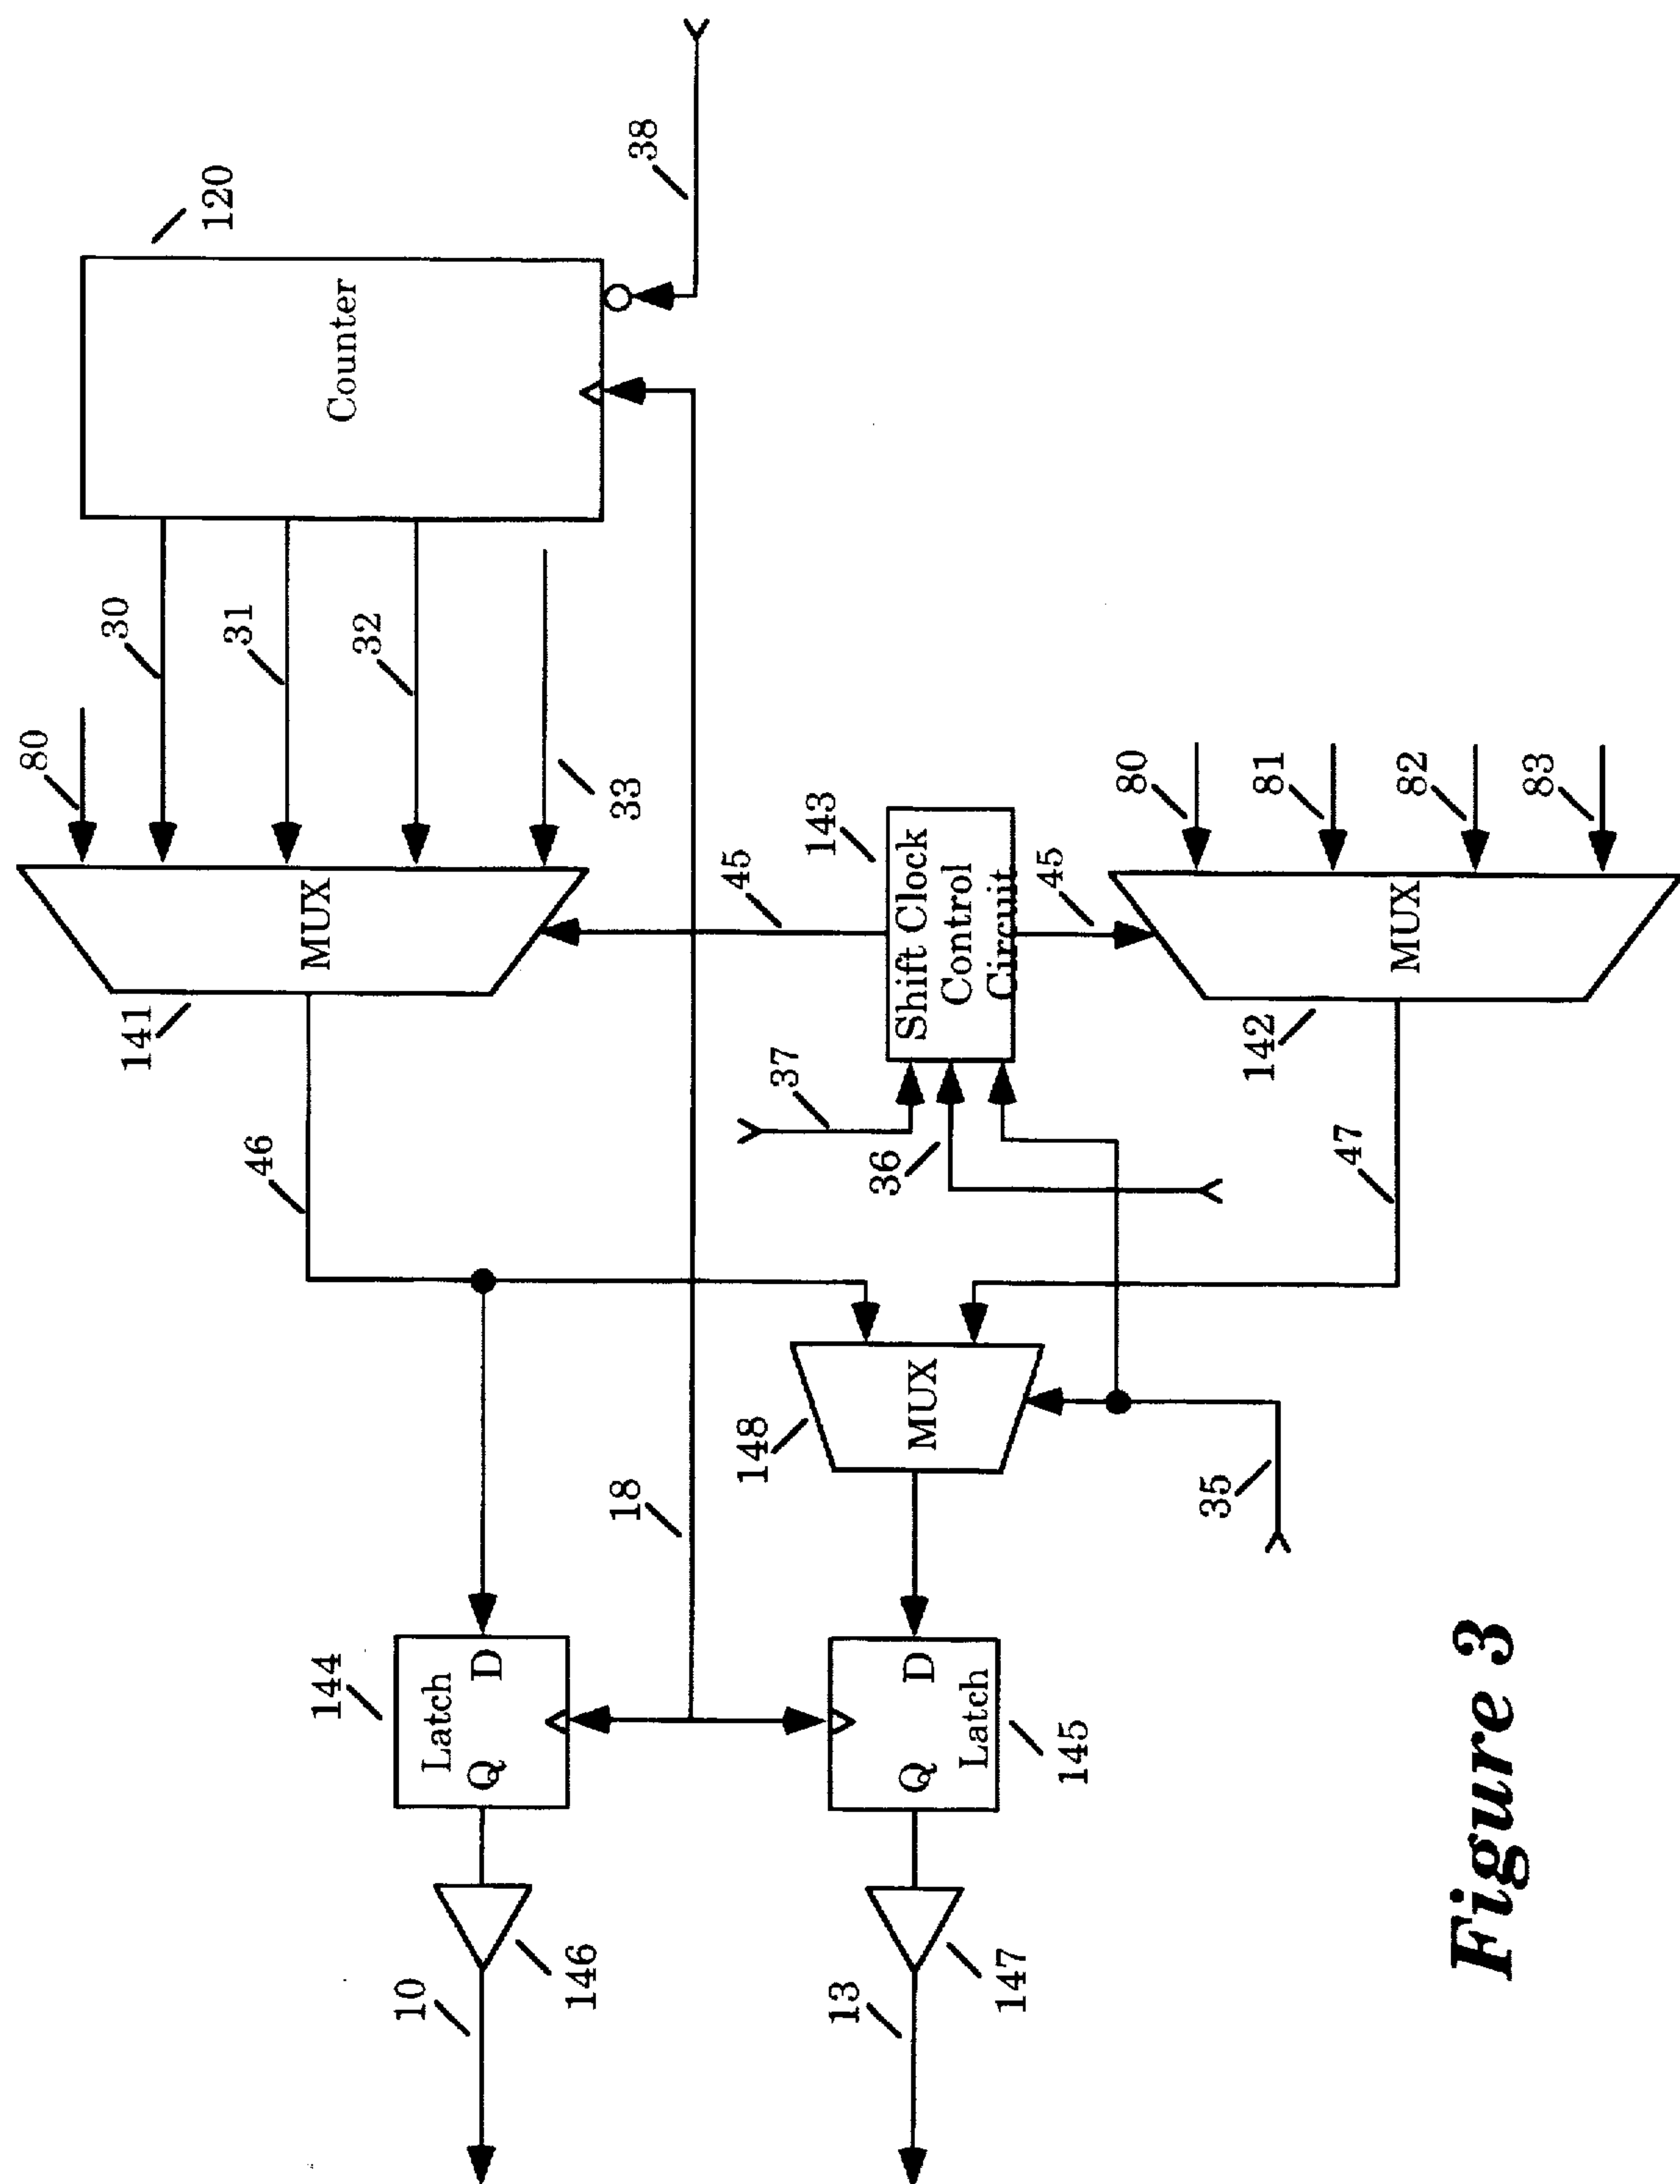 120
Counter
38
30
31
32
80
33
MUX
141
45
143
Shift Clock
Control
Circuit
45
80
81
82
83
MUX
142
37
36
46
47
MUX
148
18
35
144
Latch
D
Q
D
Q
Latch
145
146
147
10
13
Figure 3